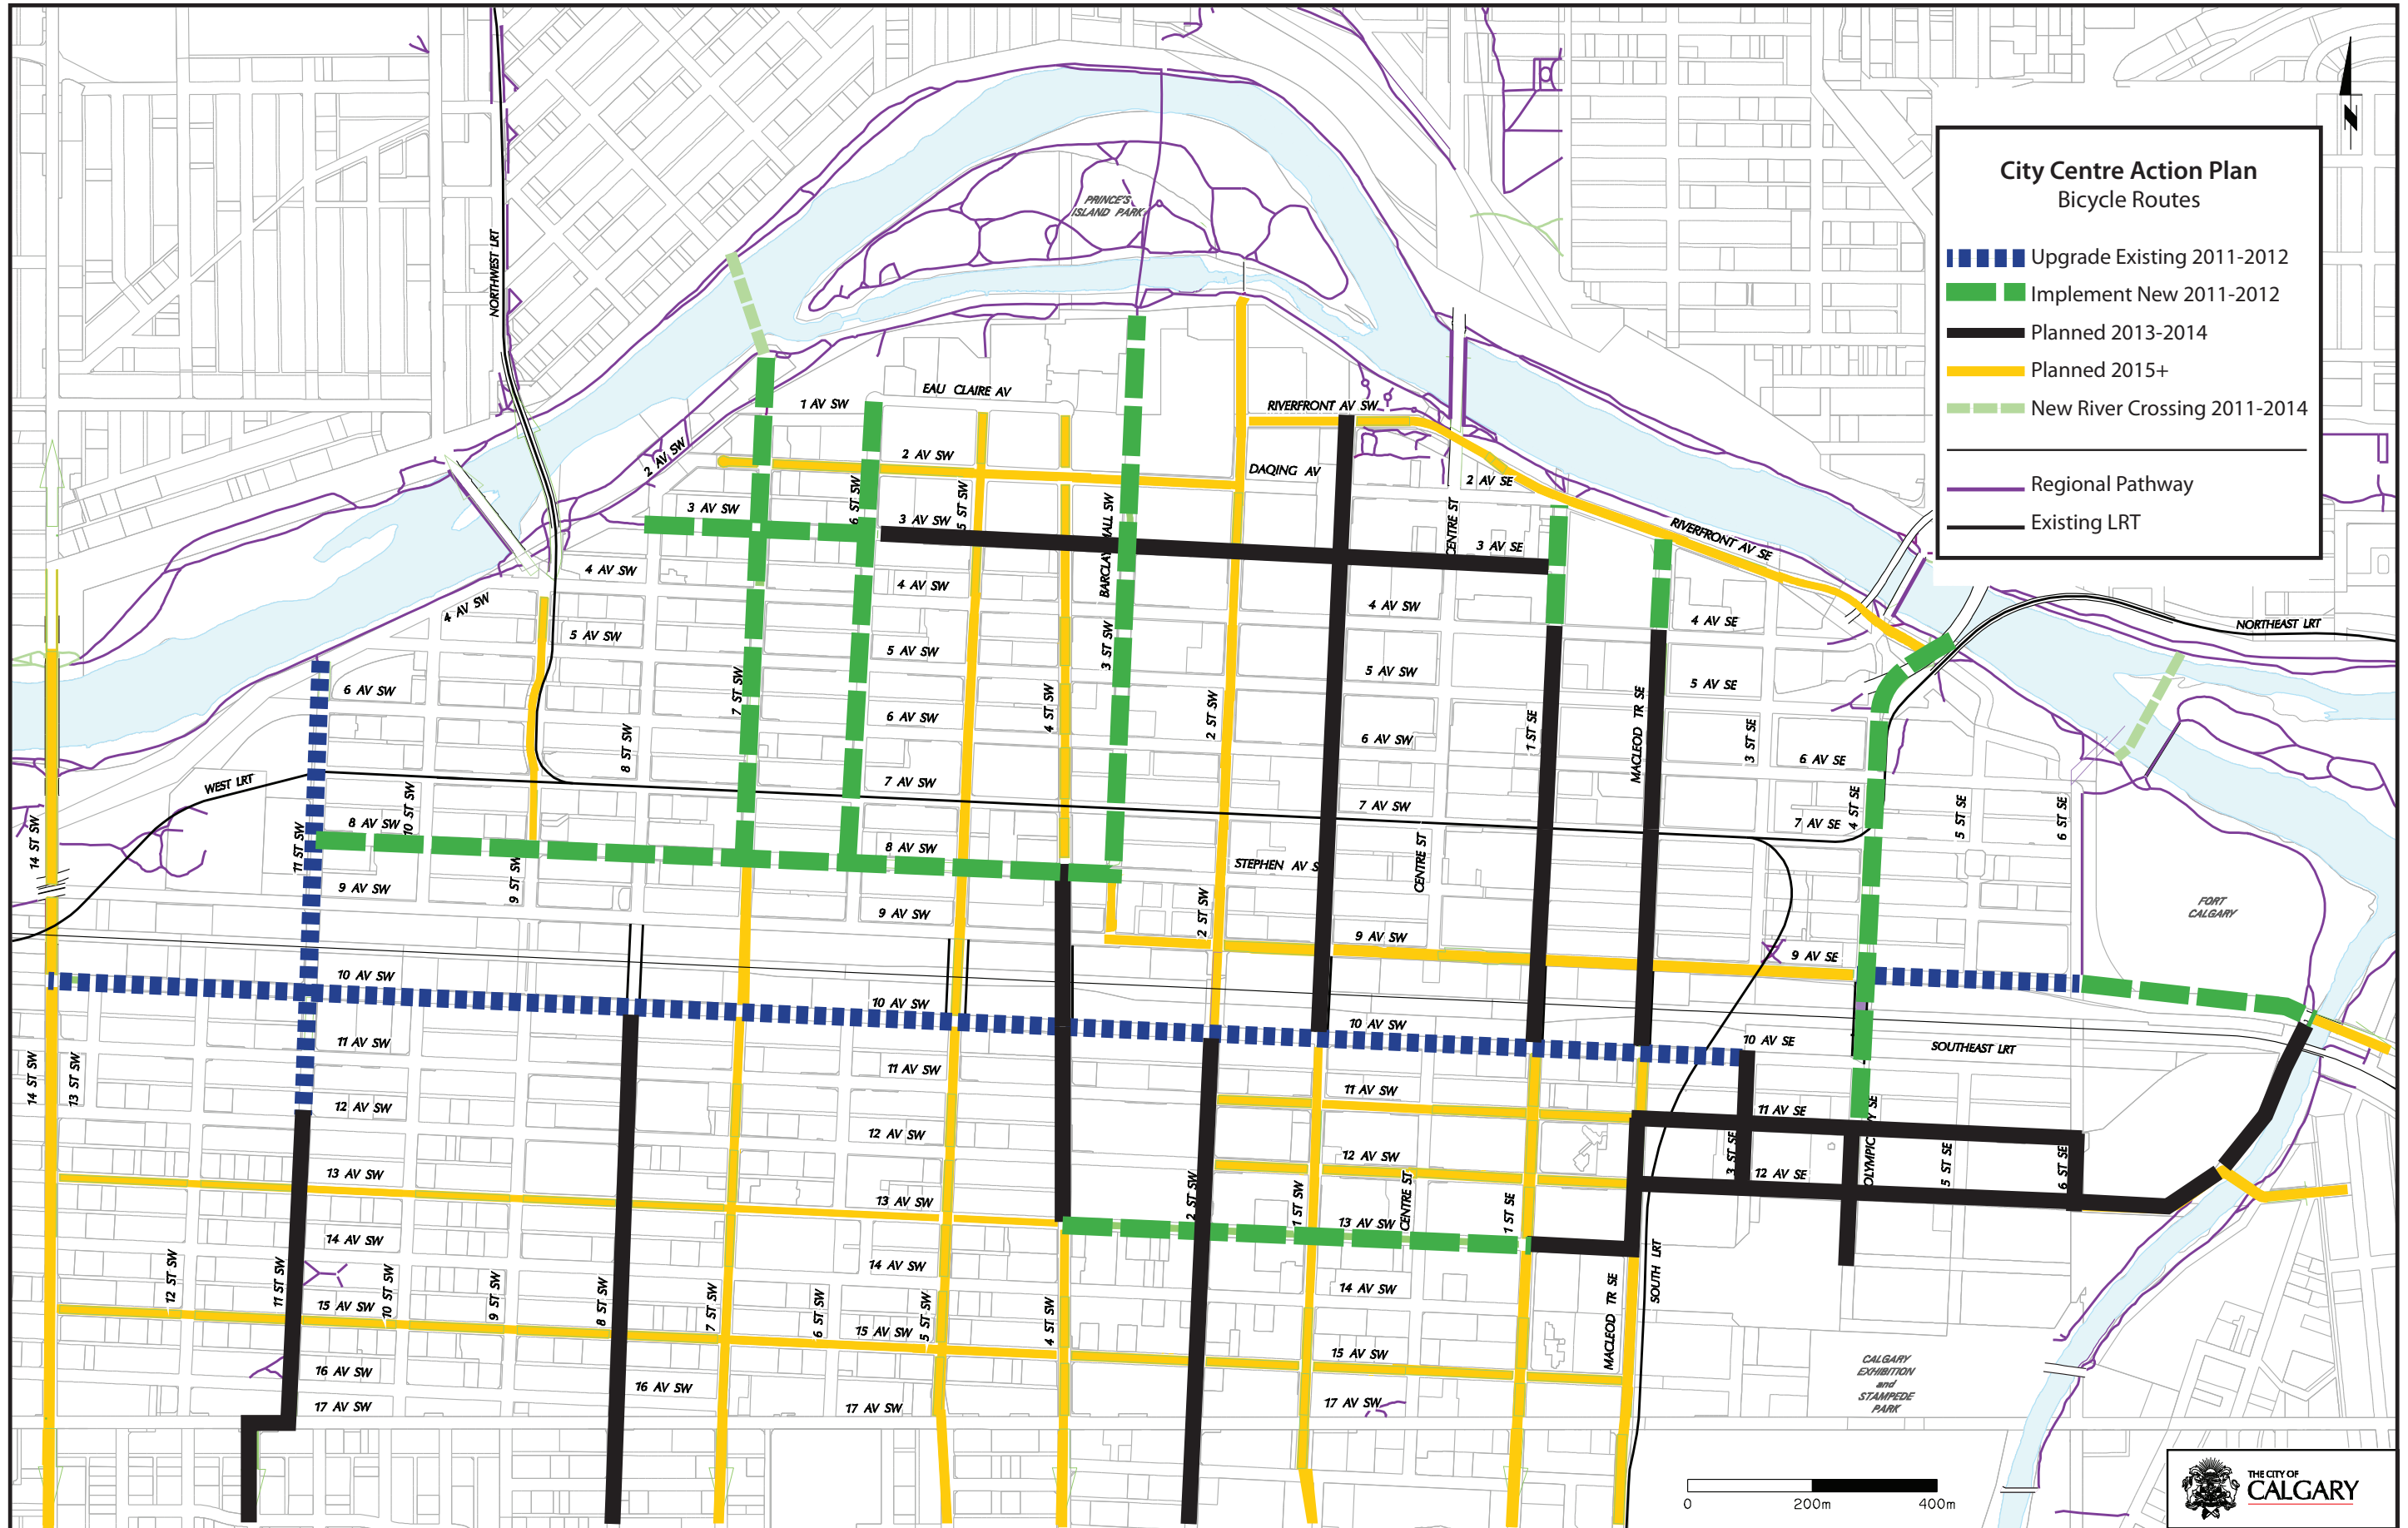 City Centre Action Plan
Bicycle Routes
Upgrade Existing 2011-2012
Implement New 2011-2012
Planned 2013-2014
Planned 2015+
New River Crossing 2011-2014
Regional Pathway
Existing LRT
NORTHWEST LRT
PRINCE'S
ISLAND PARK
EAU CLAIRE AV
1 AV SW
RIVERFRONT AV SW
2 AV SW
2 AV SW
DAQING AV
2 AV SE
3 AV SW
6 ST SW
3 AV SW
5 ST SW
BARCLAY MALL SW
CENTRE ST
3 AV SE
RIVERFRONT AV SE
4 AV SW
4 AV SW
4 AV SW
4 AV SW
4 AV SE
NORTHEAST LRT
5 AV SW
5 AV SW
3 ST SW
5 AV SW
5 AV SE
6 AV SW
7 ST SW
6 AV SW
4 ST SW
2 ST SW
6 AV SW
1 ST SE
MACLEOD TR SE
3 ST SE
6 AV SE
8 ST SW
WEST LRT
7 AV SW
7 AV SW
7 AV SE
4 ST SE
5 ST SE
6 ST SE
14 ST SW
11 ST SW
8 AV SW
10 ST SW
8 AV SW
STEPHEN AV S
CENTRE ST
9 AV SW
9 ST SW
9 AV SW
2 ST SW
9 AV SW
9 AV SE
FORT
CALGARY
10 AV SW
10 AV SW
10 AV SW
10 AV SE
SOUTHEAST LRT
14 ST SW
13 ST SW
11 AV SW
11 AV SW
11 AV SW
11 AV SE
12 AV SW
12 AV SW
12 AV SW
3 ST SE
12 AV SE
5 ST SE
6 ST SE
13 AV SW
13 AV SW
2 ST SW
1 ST SW
13 AV SW
CENTRE ST
1 ST SE
14 AV SW
14 AV SW
14 AV SW
SOUTH LRT
12 ST SW
11 ST SW
15 AV SW
10 ST SW
9 ST SW
8 ST SW
7 ST SW
6 ST SW
15 AV SW
5 ST SW
4 ST SW
15 AV SW
MACLEOD TR SE
16 AV SW
16 AV SW
17 AV SW
17 AV SW
17 AV SW
CALGARY
EXHIBITION
and
STAMPEDE
PARK
0 200m 400m
THE CITY OF
CALGARY
N